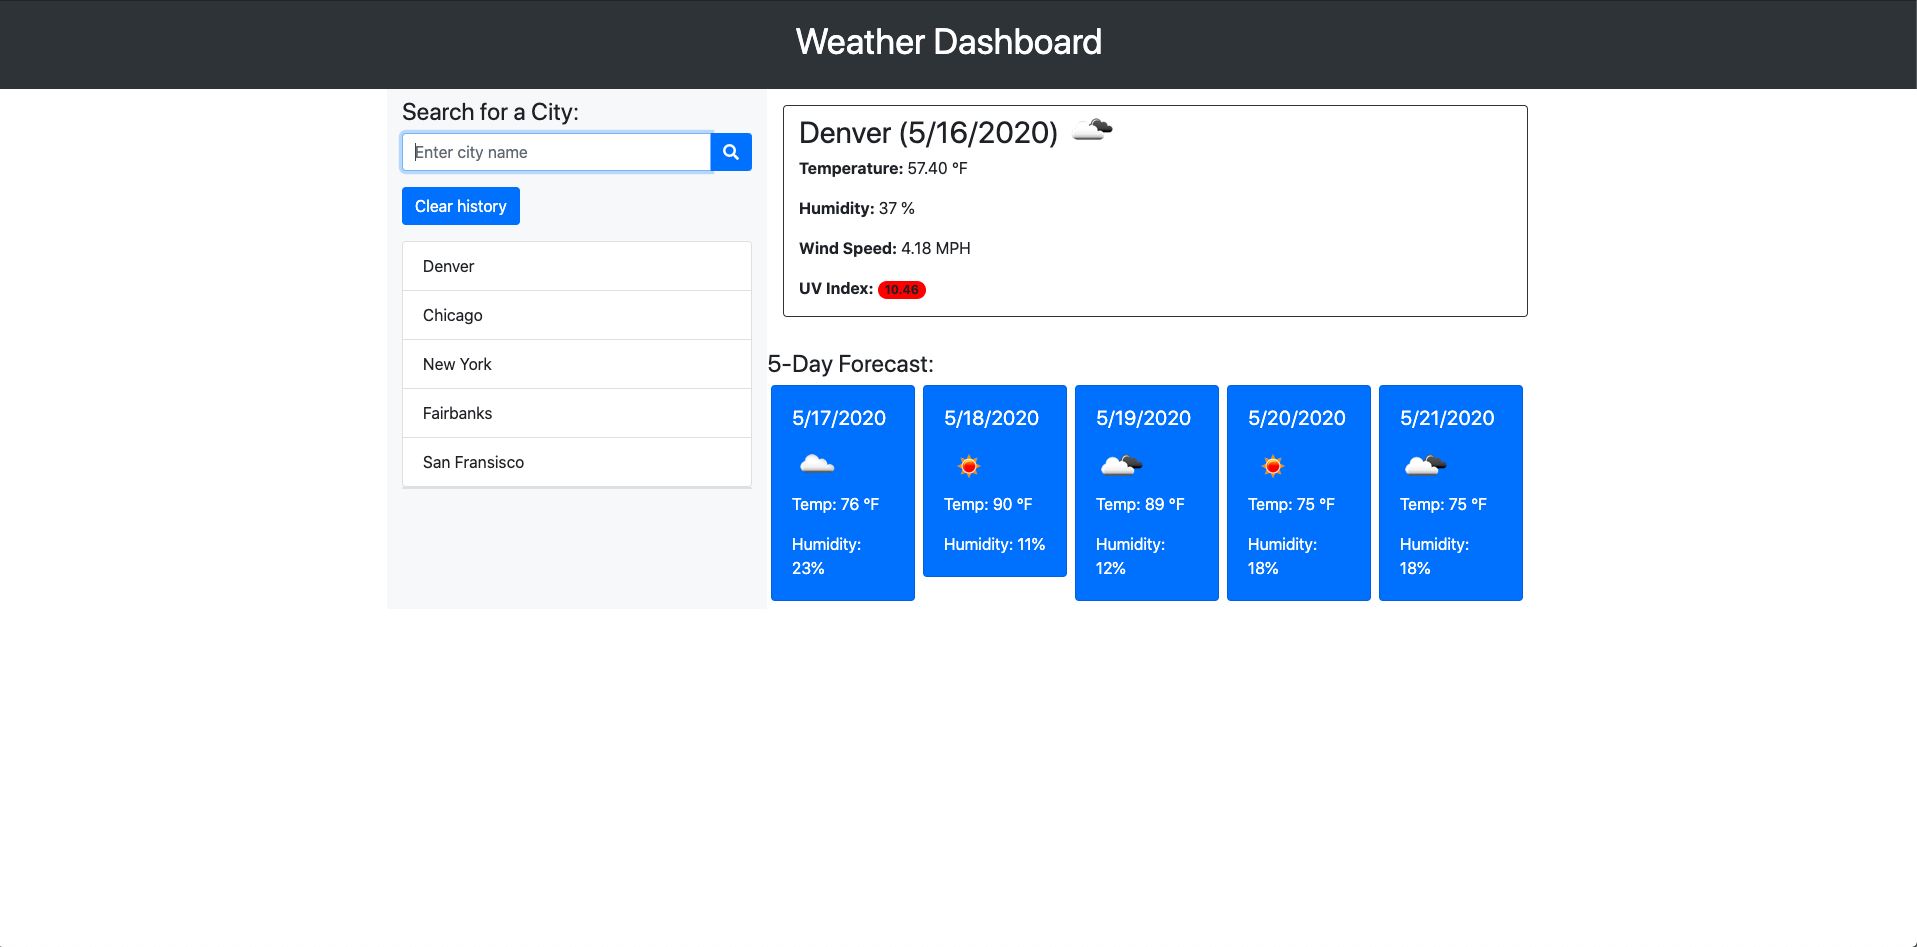 Weather Dashboard
Search for a City:
Enter city name
Clear history
Denver
Chicago
New York
Fairbanks
San Fransisco
Denver (5/16/2020)
Temperature: 57.40 °F
Humidity: 37 %
Wind Speed: 4.18 MPH
UV Index: 10.46
5-Day Forecast:
5/17/2020
Temp: 76 °F
Humidity:
23%
5/18/2020
Temp: 90 °F
Humidity: 11%
5/19/2020
Temp: 89 °F
Humidity:
12%
5/20/2020
Temp: 75 °F
Humidity:
18%
5/21/2020
Temp: 75 °F
Humidity:
18%